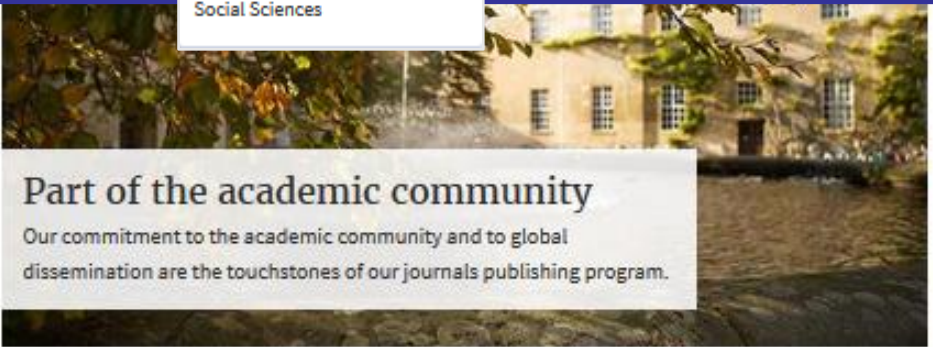 Social Sciences
Part of the academic community
Our commitment to the academic community and to global
dissemination are the touchstones of our journals publishing program.